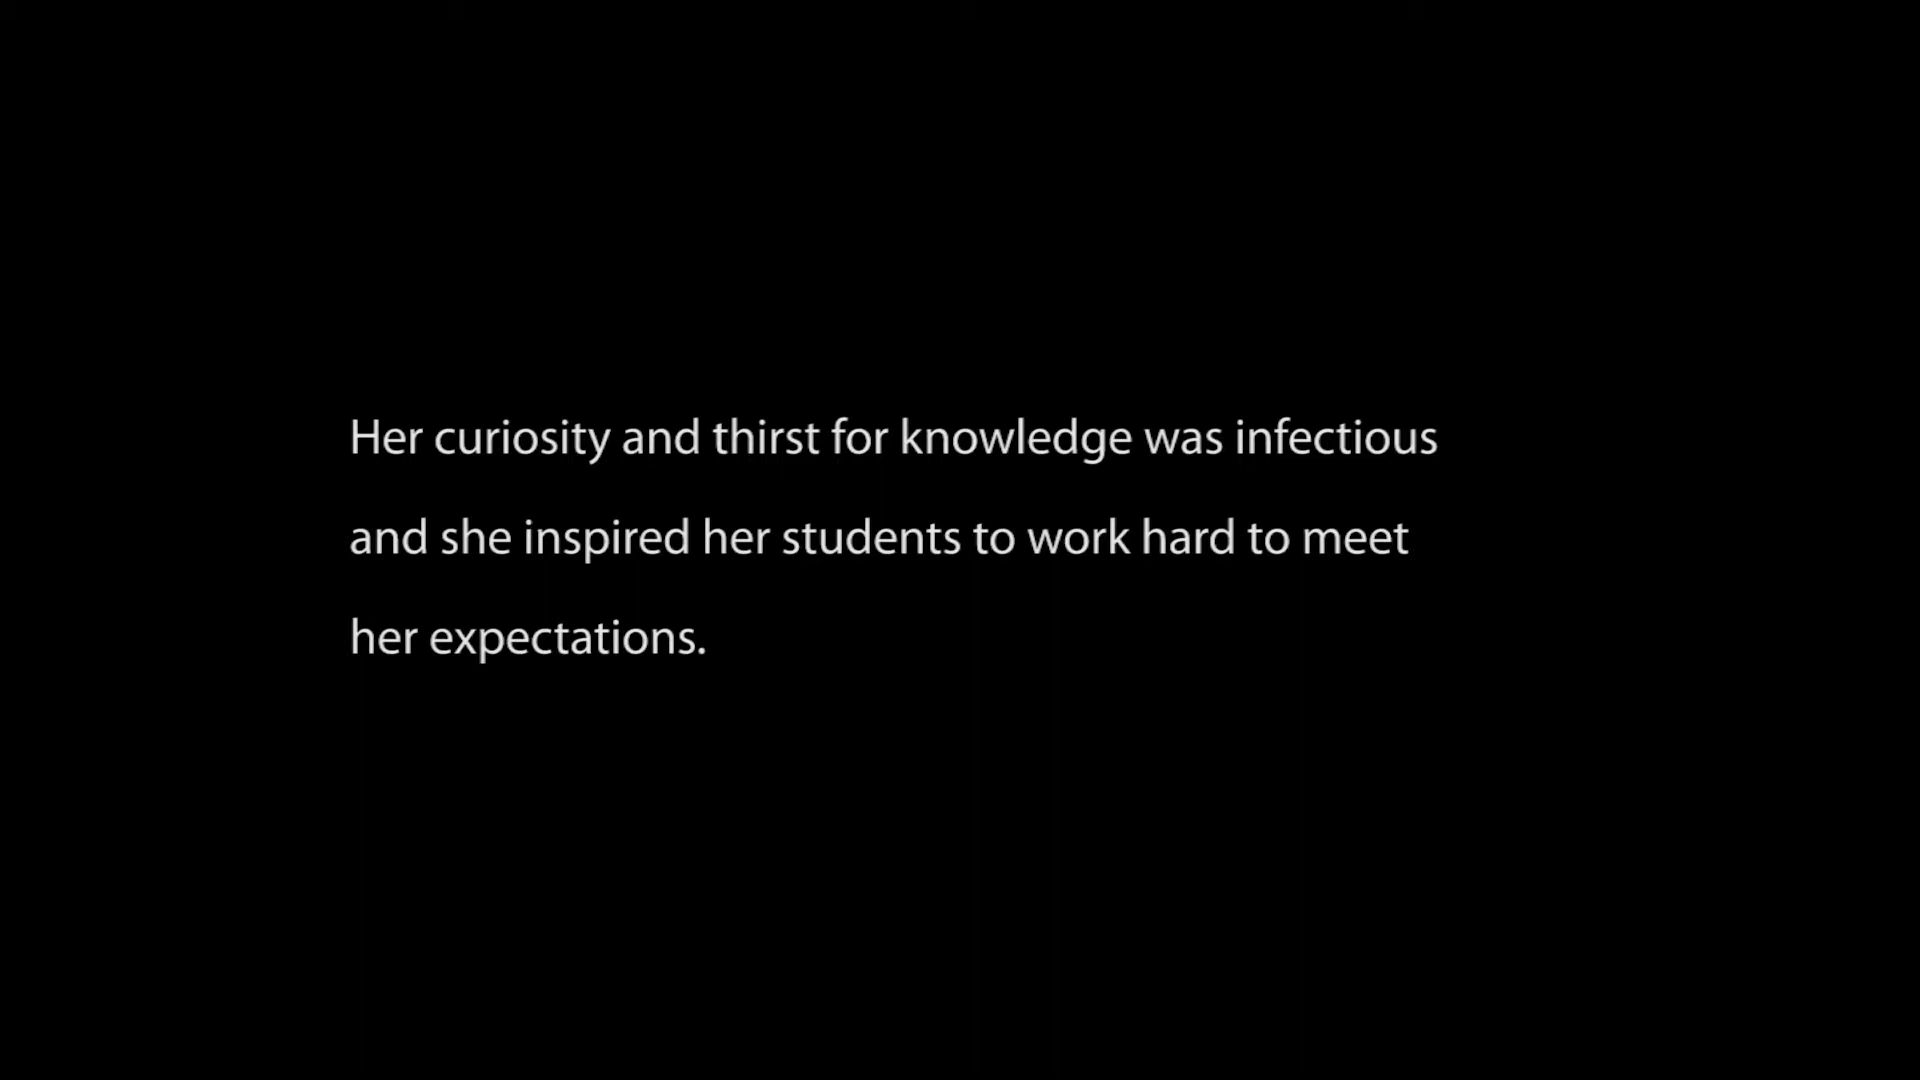 Her curiosity and thirst for knowledge was infectious
and she inspired her students to work hard to meet
her expectations.